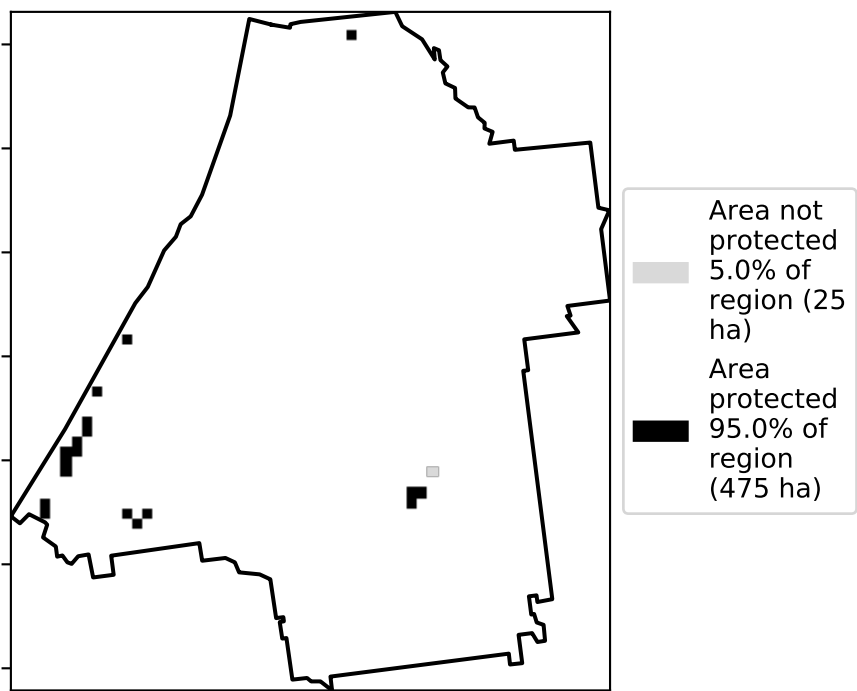 Area not
protected
5.0% of
region (25
ha)
Area
protected
95.0% of
region
(475 ha)